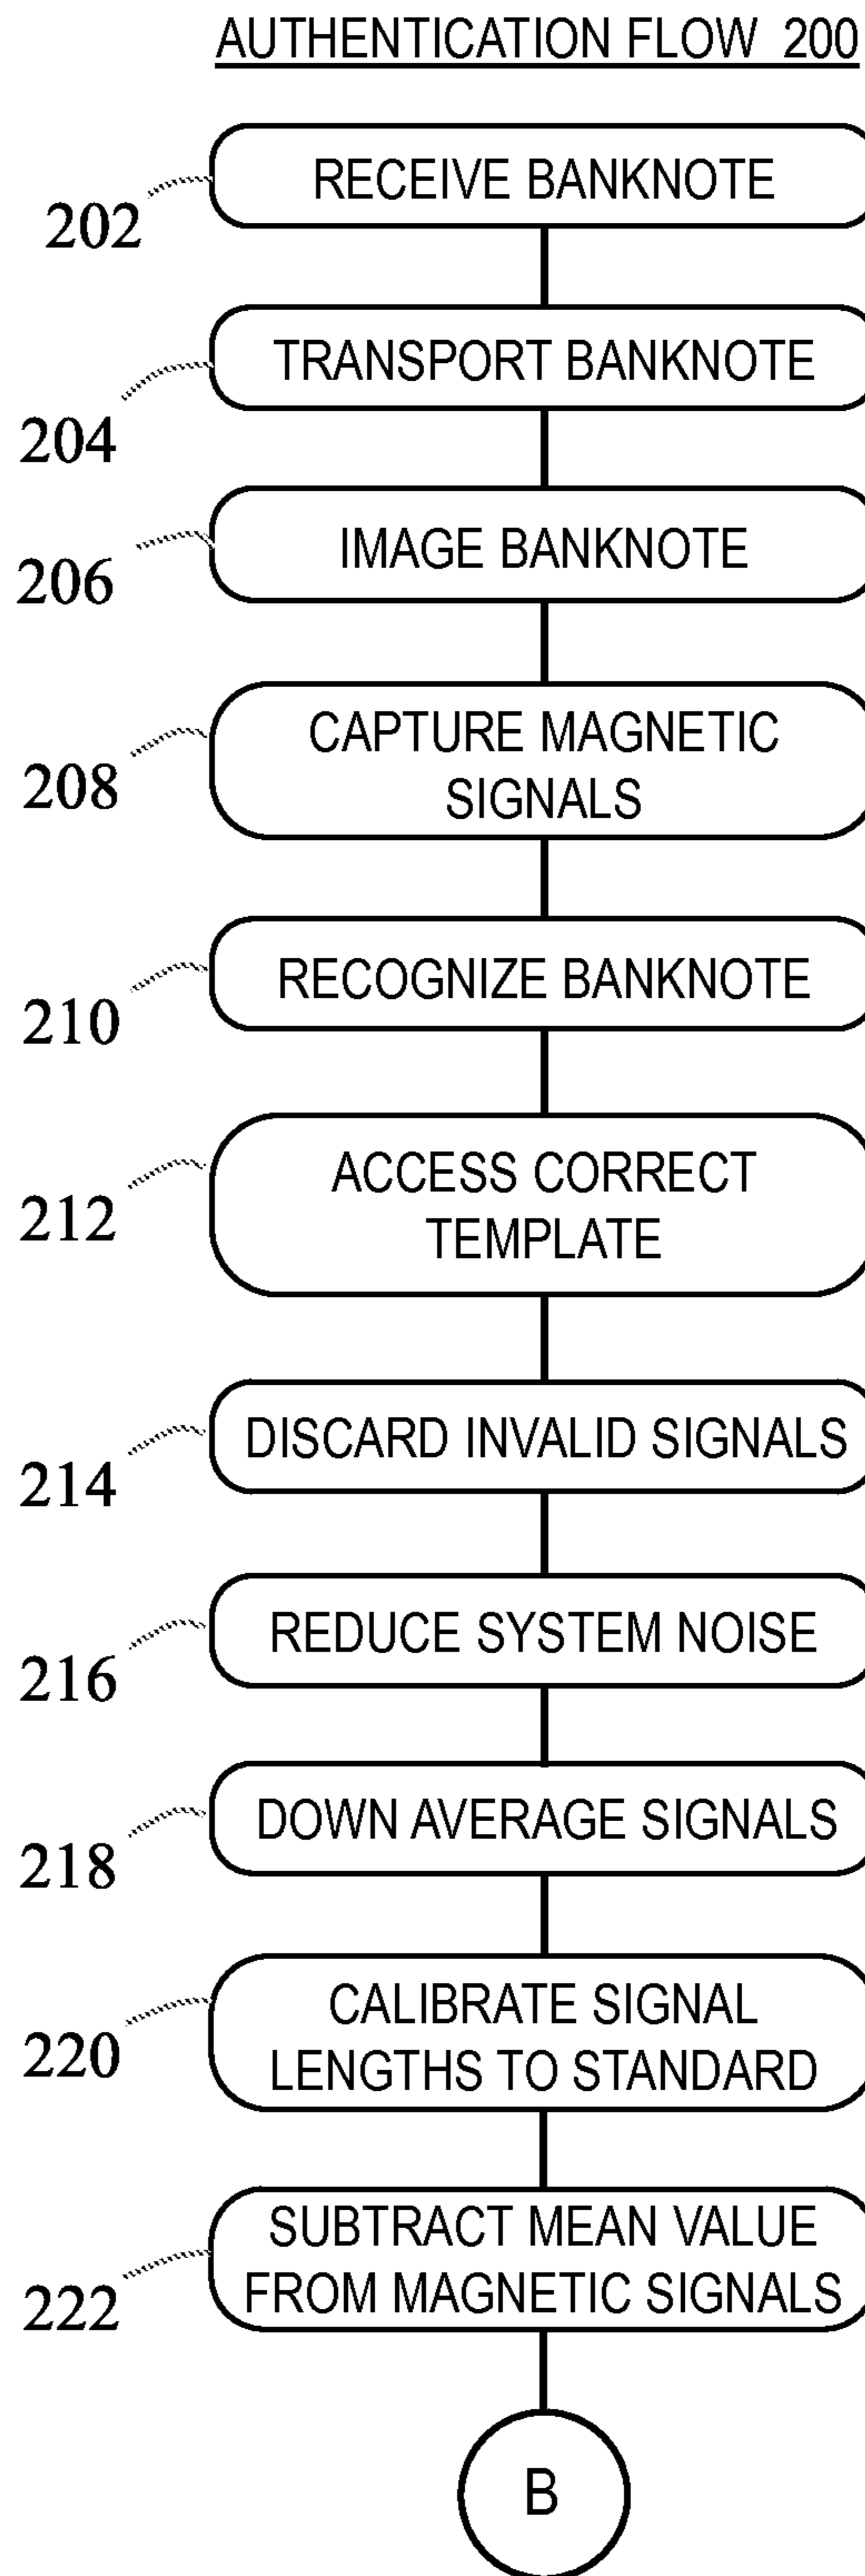 AUTHENTICATION FLOW 200
202
RECEIVE BANKNOTE
204
TRANSPORT BANKNOTE
206
IMAGE BANKNOTE
208
CAPTURE MAGNETIC
SIGNALS
210
RECOGNIZE BANKNOTE
212
ACCESS CORRECT
TEMPLATE
214
DISCARD INVALID SIGNALS
216
REDUCE SYSTEM NOISE
218
DOWN AVERAGE SIGNALS
220
CALIBRATE SIGNAL
LENGTHS TO STANDARD
222
SUBTRACT MEAN VALUE
FROM MAGNETIC SIGNALS
B